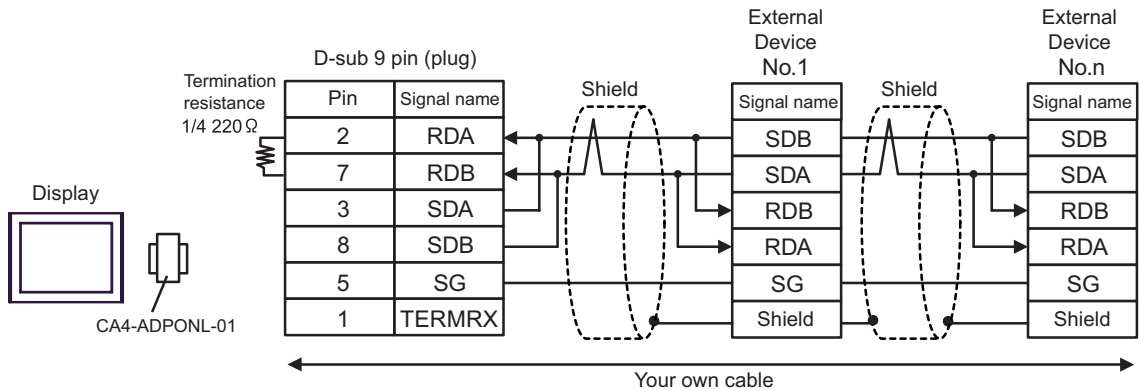 External
Device
No.1
External
Device
No.n
D-sub 9 pin (plug)
Termination
resistance
1/4 220 Ω
Shield
Shield
Pin Signal name
2 RDA
7 RDB
3 SDA
8 SDB
5 SG
1 TERMRX
Signal name
SDB
SDA
RDB
RDA
SG
Shield
Signal name
SDB
SDA
RDB
RDA
SG
Shield
Display
CA4-ADPONL-01
Your own cable